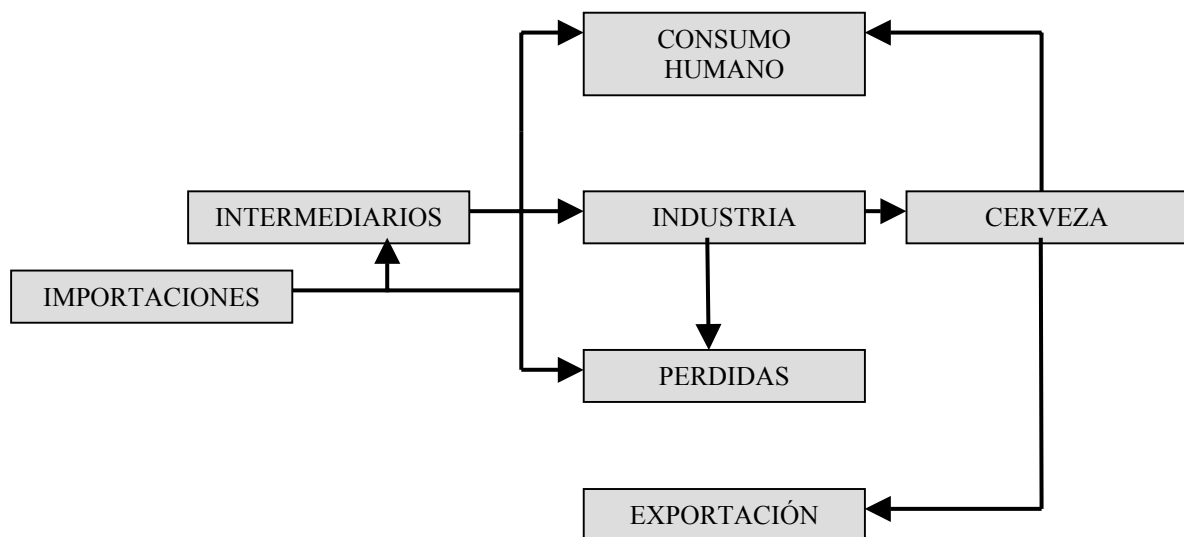 CONSUMO
HUMANO
INTERMEDIARIOS
INDUSTRIA
CERVEZA
IMPORTACIONES
PERDIDAS
EXPORTACIÓN